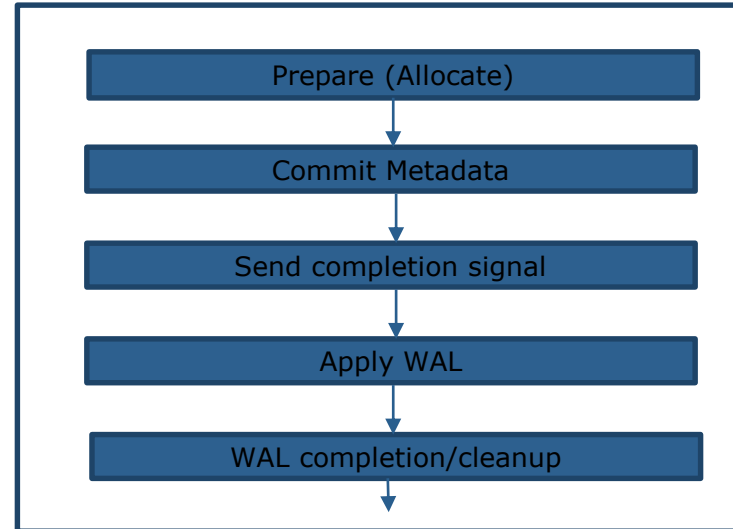 Prepare (Allocate)
Commit Metadata
Send completion signal
Apply WAL
WAL completion/cleanup